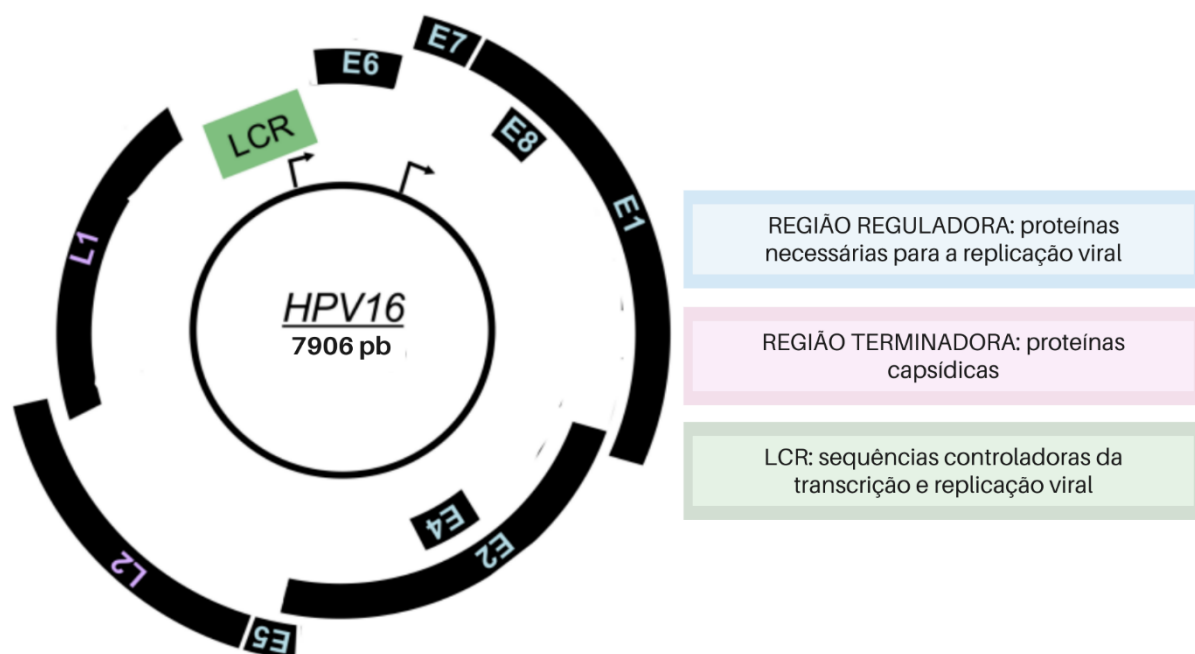 E7
E6
LCR
E8
E1
L1
HPV16
7906 pb
E4
E2
L2
E5
REGIÃO REGULADORA: proteínas
necessárias para a replicação viral
REGIÃO TERMINADORA: proteínas
capsídicas
LCR: sequências controladoras da
transcrição e replicação viral